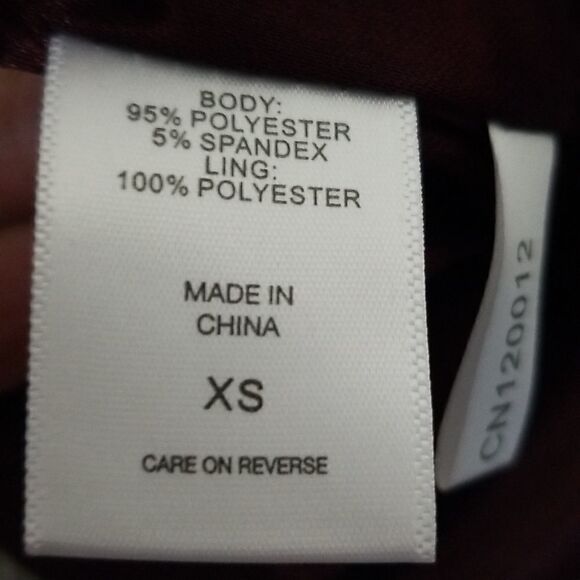 BODY:
95% POLYESTER
5% SPANDEX
LING:
100% POLYESTER
MADE IN
CHINA
XS
CARE ON REVERSE
CN120012